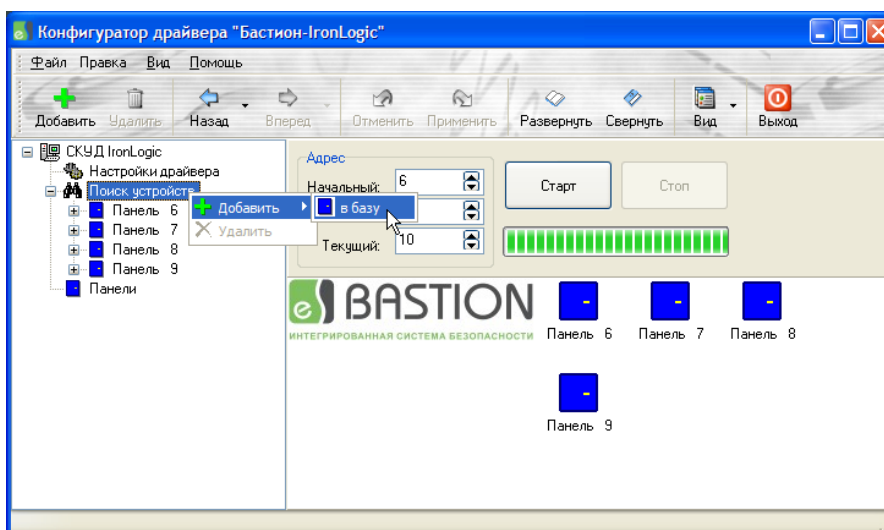 Конфигуратор драйвера "Бастион-IronLogic"
Файл Правка Вид Помощь
Добавить Удалить Назад Вперед Отменить Применить Развернуть Свернуть Вид Выход
СКУД IronLogic
Настройки драйвера
Поиск устройств
Панель 6
Панель 7
Панель 8
Панель 9
Панели
Добавить
в базу
Удалить
Адрес
Начальный: 6
Текущий: 10
Старт
Стоп
eS BASTION
ИНТЕГРИРОВАННАЯ СИСТЕМА БЕЗОПАСНОСТИ
Панель 6 Панель 7 Панель 8
Панель 9